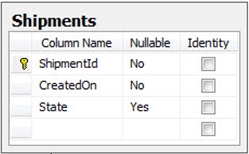 Shipments
Column Name Nullable Identity
ShipmentId No
CreatedOn No
State Yes